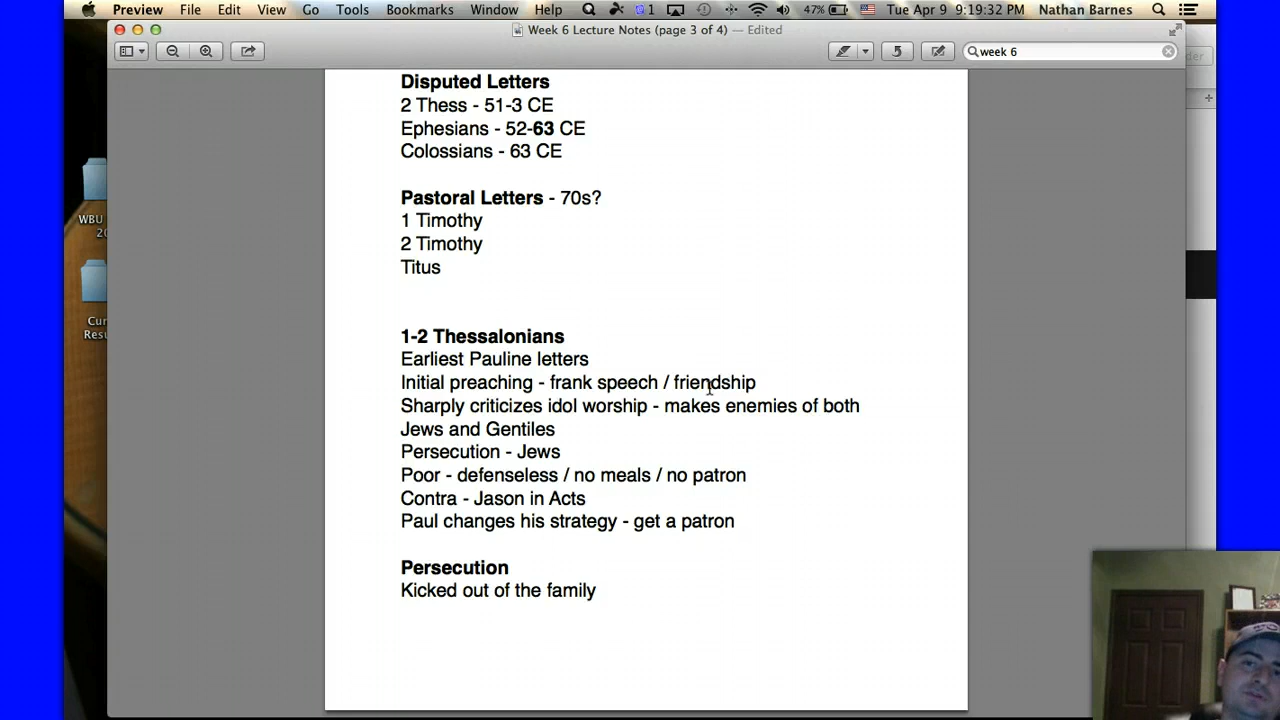 Preview File Edit View Go Tools Bookmarks Window Help 1 47% Tue Apr 9 9:19:32 PM Nathan Barnes
Week 6 Lecture Notes (page 3 of 4) — Edited
week 6
Disputed Letters
2 Thess - 51-3 CE
Ephesians - 52-63 CE
Colossians - 63 CE
Pastoral Letters - 70s?
1 Timothy
2 Timothy
Titus
1-2 Thessalonians
Earliest Pauline letters
Initial preaching - frank speech / friendship
Sharply criticizes idol worship - makes enemies of both
Jews and Gentiles
Persecution - Jews
Poor - defenseless / no meals / no patron
Contra - Jason in Acts
Paul changes his strategy - get a patron
Persecution
Kicked out of the family
WBU
Cur
Resu